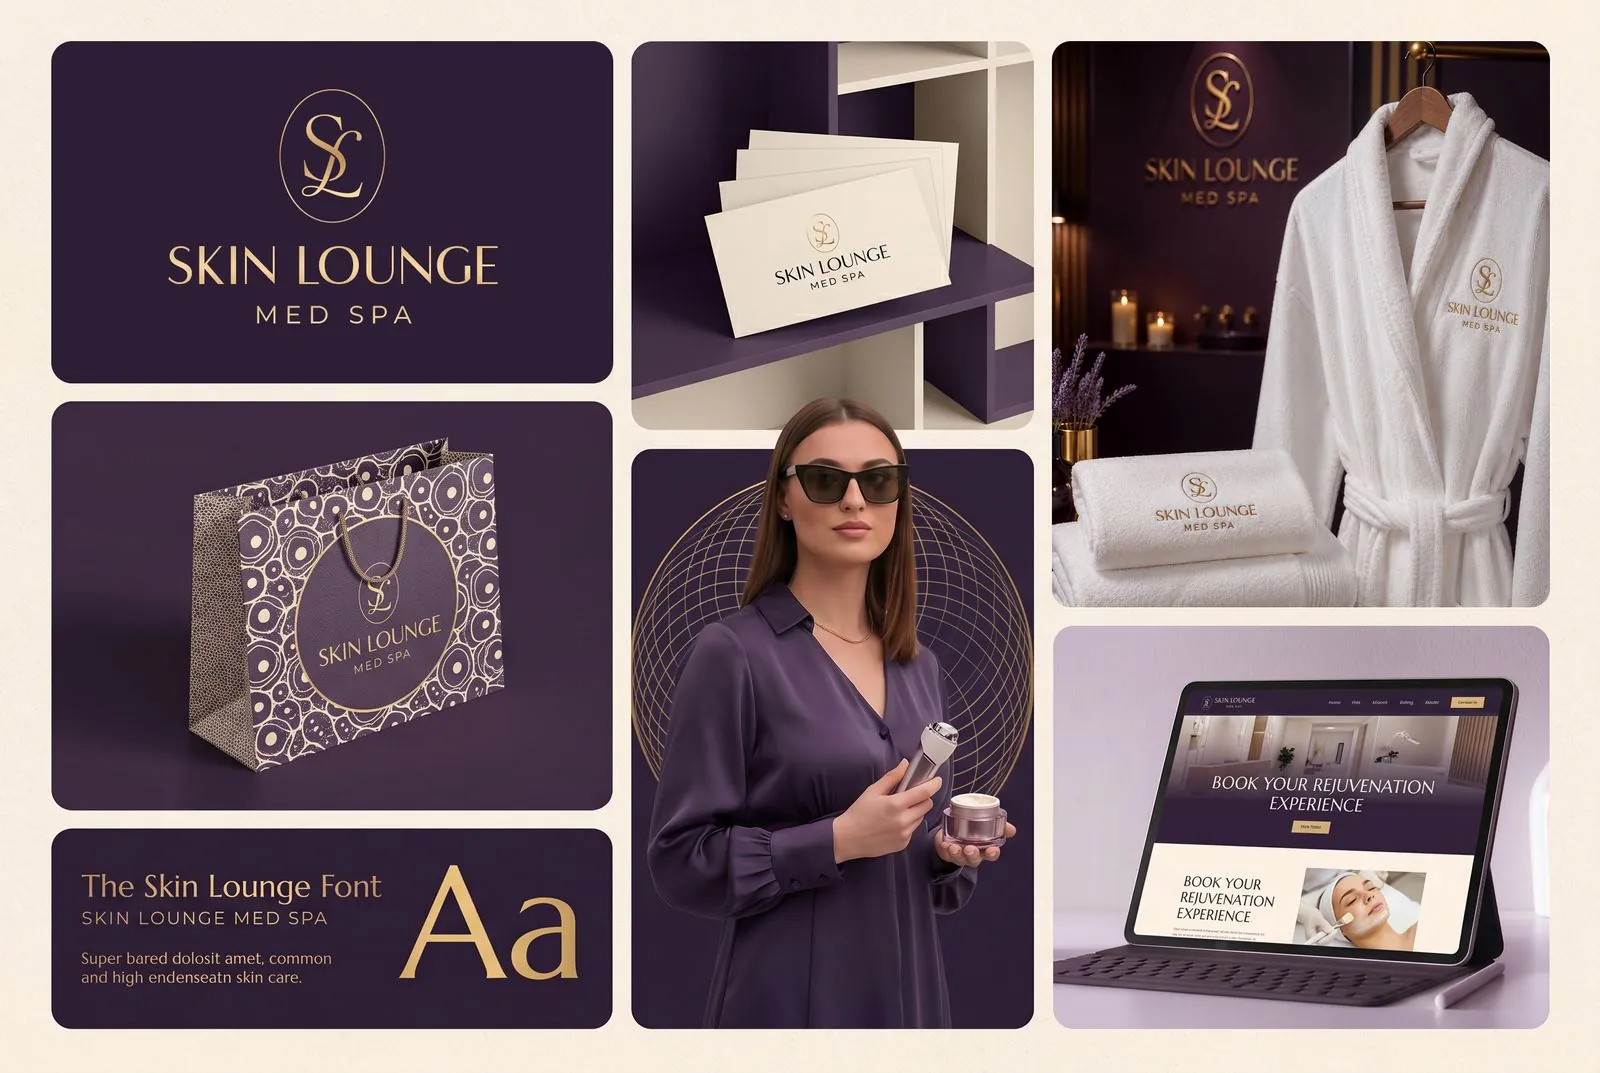 SL
SKIN LOUNGE
MED SPA
SL
SKIN LOUNGE
MED SPA
SL
SKIN LOUNGE
MED SPA
SL
SKIN LOUNGE
MED SPA
SL
SKIN LOUNGE
MED SPA
SL
SKIN LOUNGE
MED SPA
The Skin Lounge Font
SKIN LOUNGE MED SPA
Super bared dolosit amet, common
and high endenseatn skin care.
Aa
SL
SKIN LOUNGE
MED SPA
BOOK YOUR REJUVENATION
EXPERIENCE
BOOK YOUR
REJUVENATION
EXPERIENCE